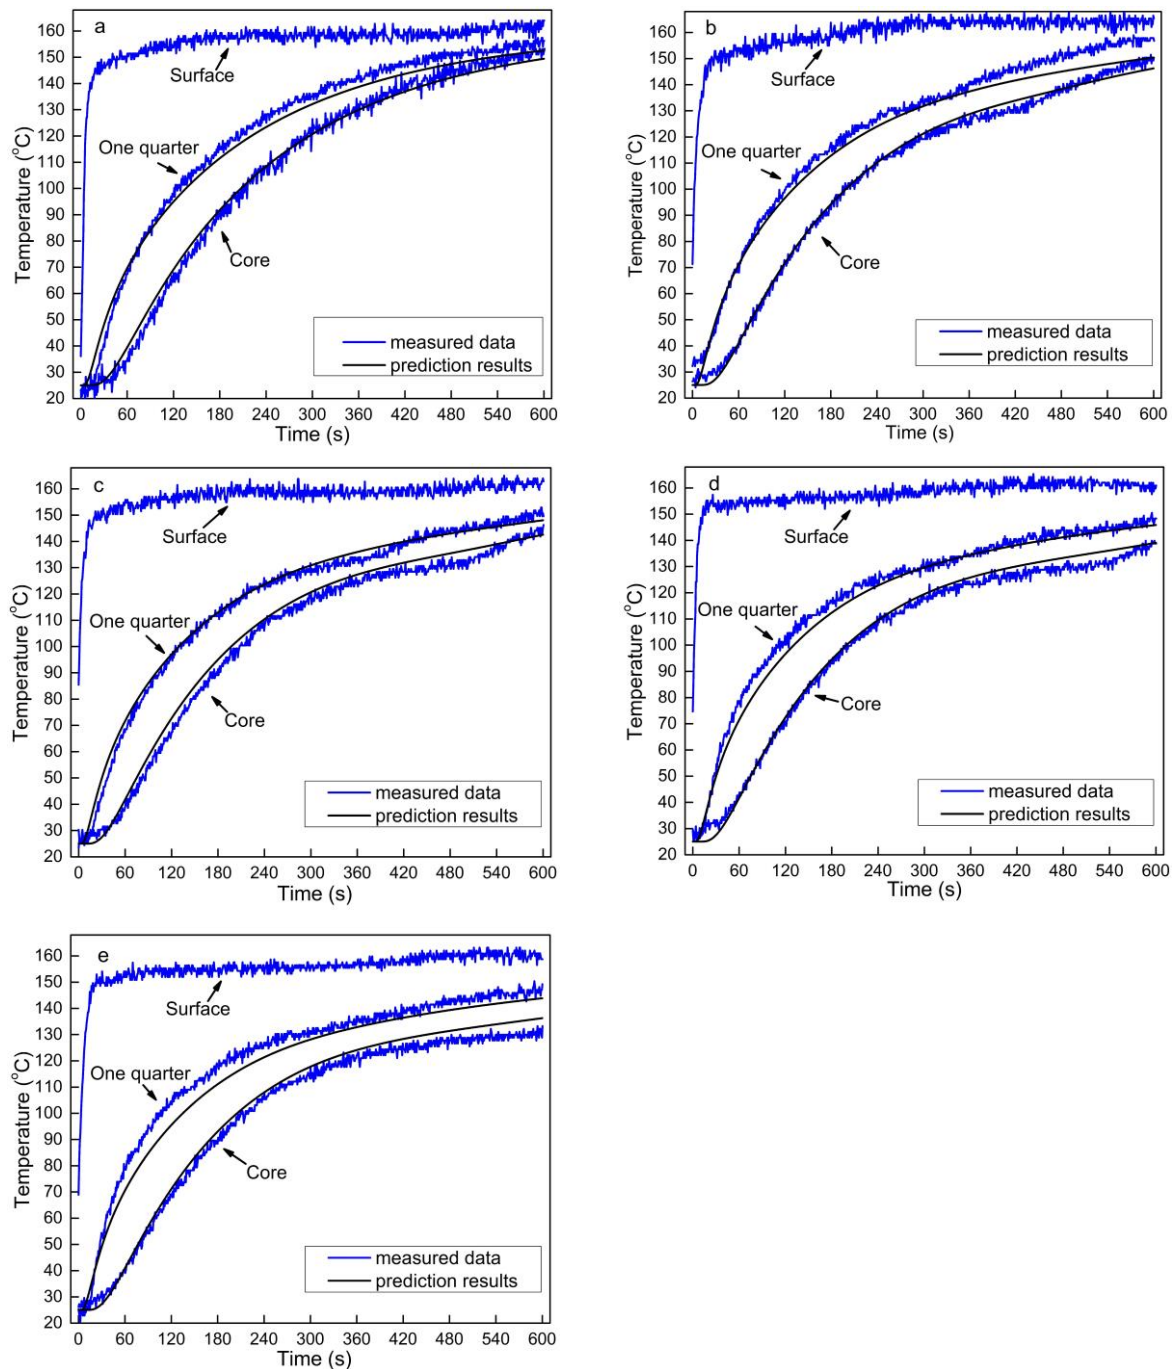 a
160
150
140
130
120
110
100
90
80
70
60
50
40
30
20
Temperature (°C)
Surface
One quarter
Core
measured data
prediction results
0 60 120 180 240 300 360 420 480 540 600
Time (s)
b
160
150
140
130
120
110
100
90
80
70
60
50
40
30
20
Temperature (°C)
Surface
One quarter
Core
measured data
prediction results
0 60 120 180 240 300 360 420 480 540 600
Time (s)
c
160
150
140
130
120
110
100
90
80
70
60
50
40
30
20
Temperature (°C)
Surface
One quarter
Core
measured data
prediction results
0 60 120 180 240 300 360 420 480 540 600
Time (s)
d
160
150
140
130
120
110
100
90
80
70
60
50
40
30
20
Temperature (°C)
Surface
One quarter
Core
measured data
prediction results
0 60 120 180 240 300 360 420 480 540 600
Time (s)
e
160
150
140
130
120
110
100
90
80
70
60
50
40
30
20
Temperature (°C)
Surface
One quarter
Core
measured data
prediction results
0 60 120 180 240 300 360 420 480 540 600
Time (s)